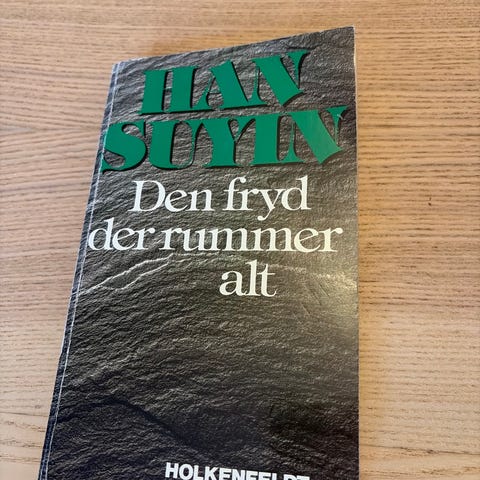 HAN
SUYIN
Den fryd
der rummer
alt
HOLKENFELDT